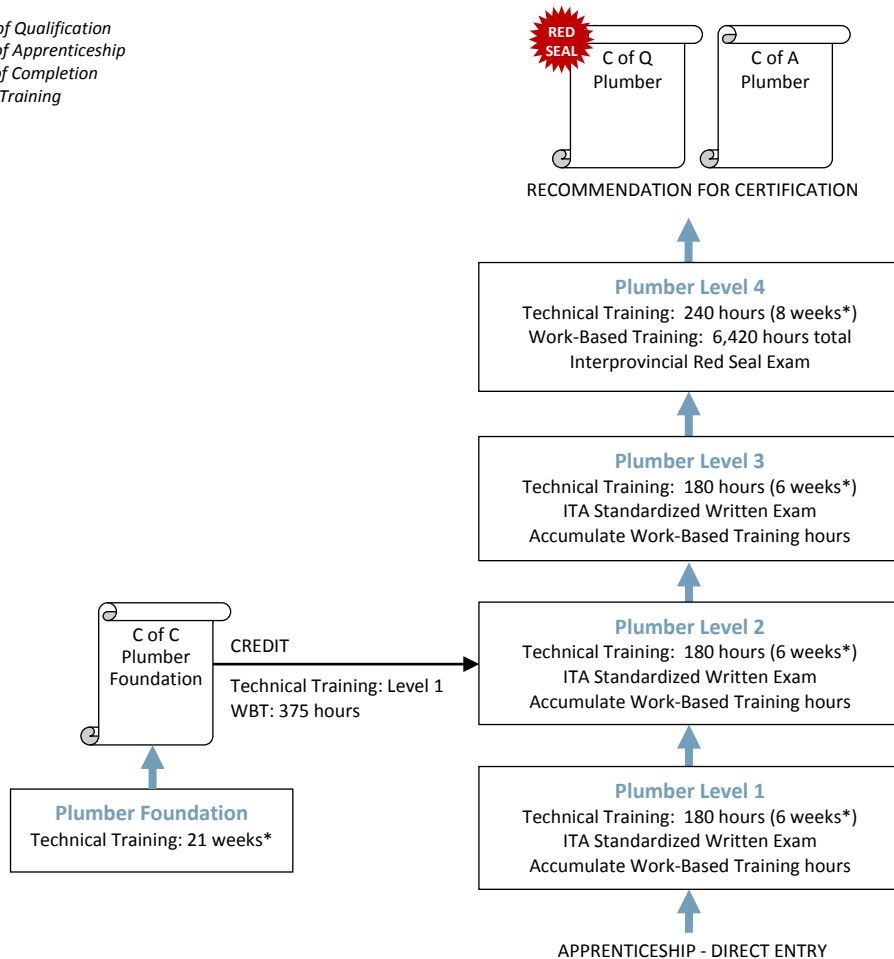 of Qualification
of Apprenticeship
of Completion
Training
RED
SEAL
C of Q
Plumber
C of A
Plumber
RECOMMENDATION FOR CERTIFICATION
Plumber Level 4
Technical Training: 240 hours (8 weeks*)
Work-Based Training: 6,420 hours total
Interprovincial Red Seal Exam
Plumber Level 3
Technical Training: 180 hours (6 weeks*)
ITA Standardized Written Exam
Accumulate Work-Based Training hours
Plumber Level 2
Technical Training: 180 hours (6 weeks*)
ITA Standardized Written Exam
Accumulate Work-Based Training hours
C of C
Plumber
Foundation
CREDIT
Technical Training: Level 1
WBT: 375 hours
Plumber Foundation
Technical Training: 21 weeks*
Plumber Level 1
Technical Training: 180 hours (6 weeks*)
ITA Standardized Written Exam
Accumulate Work-Based Training hours
APPRENTICESHIP - DIRECT ENTRY